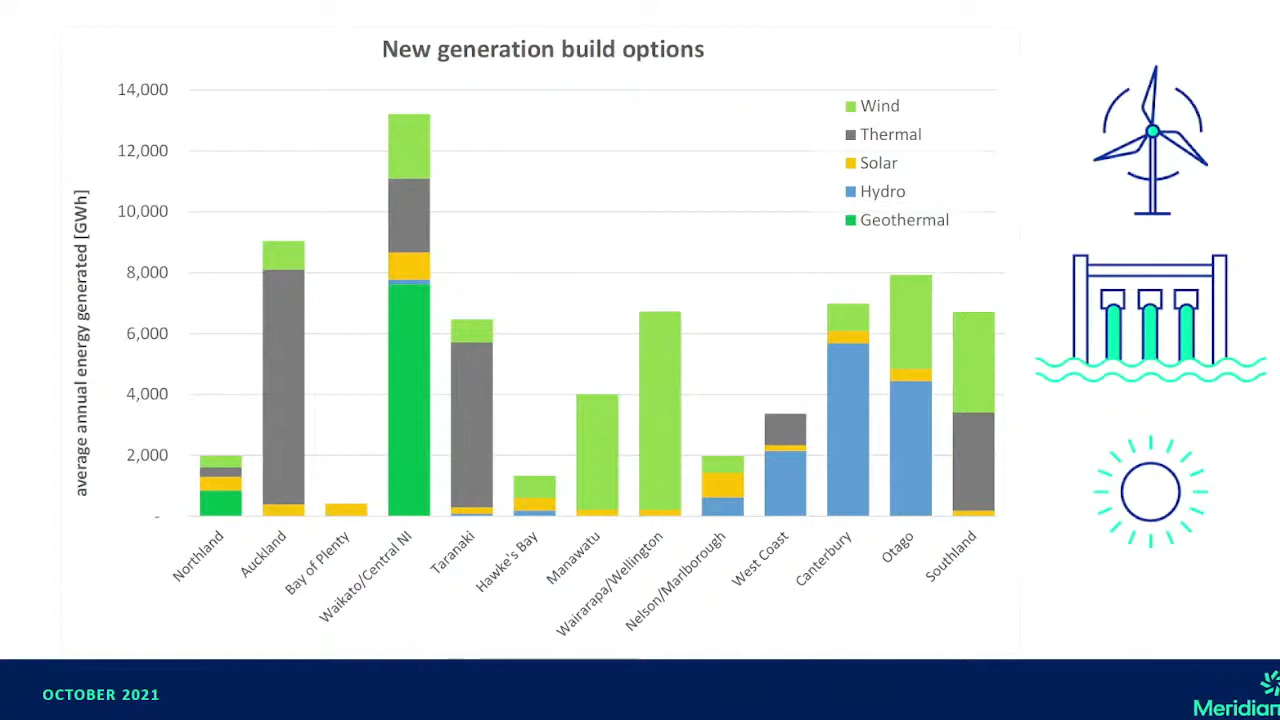 New generation build options
14,000
12,000
10,000
8,000
6,000
4,000
2,000
-
average annual energy generated [GWh]
Wind
Thermal
Solar
Hydro
Geothermal
Northland
Auckland
Bay of Plenty
Waikato/Central NI
Taranaki
Hawke's Bay
Manawatu
Wairarapa/Wellington
Nelson/Marlborough
West Coast
Canterbury
Otago
Southland
OCTOBER 2021
Meridian